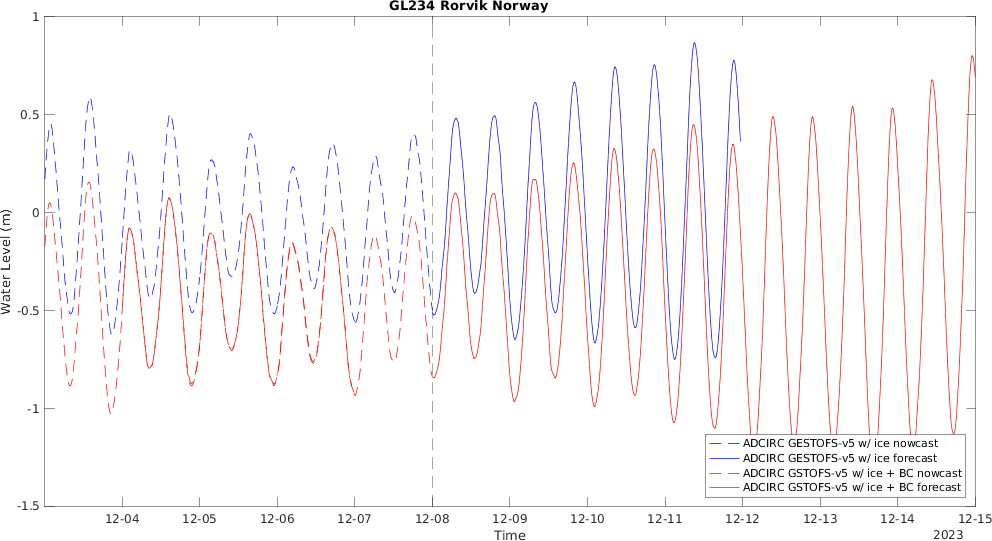 GL234 Rorvik Norway
1
0.5
0
-0.5
-1
-1.5
Water Level (m)
ADCIRC GESTOFS-v5 w/ ice nowcast
ADCIRC GESTOFS-v5 w/ ice forecast
ADCIRC GSTOFS-v5 w/ ice + BC nowcast
ADCIRC GSTOFS-v5 w/ ice + BC forecast
12-04 12-05 12-06 12-07 12-08 12-09 12-10 12-11 12-12 12-13 12-14 12-15
Time
2023